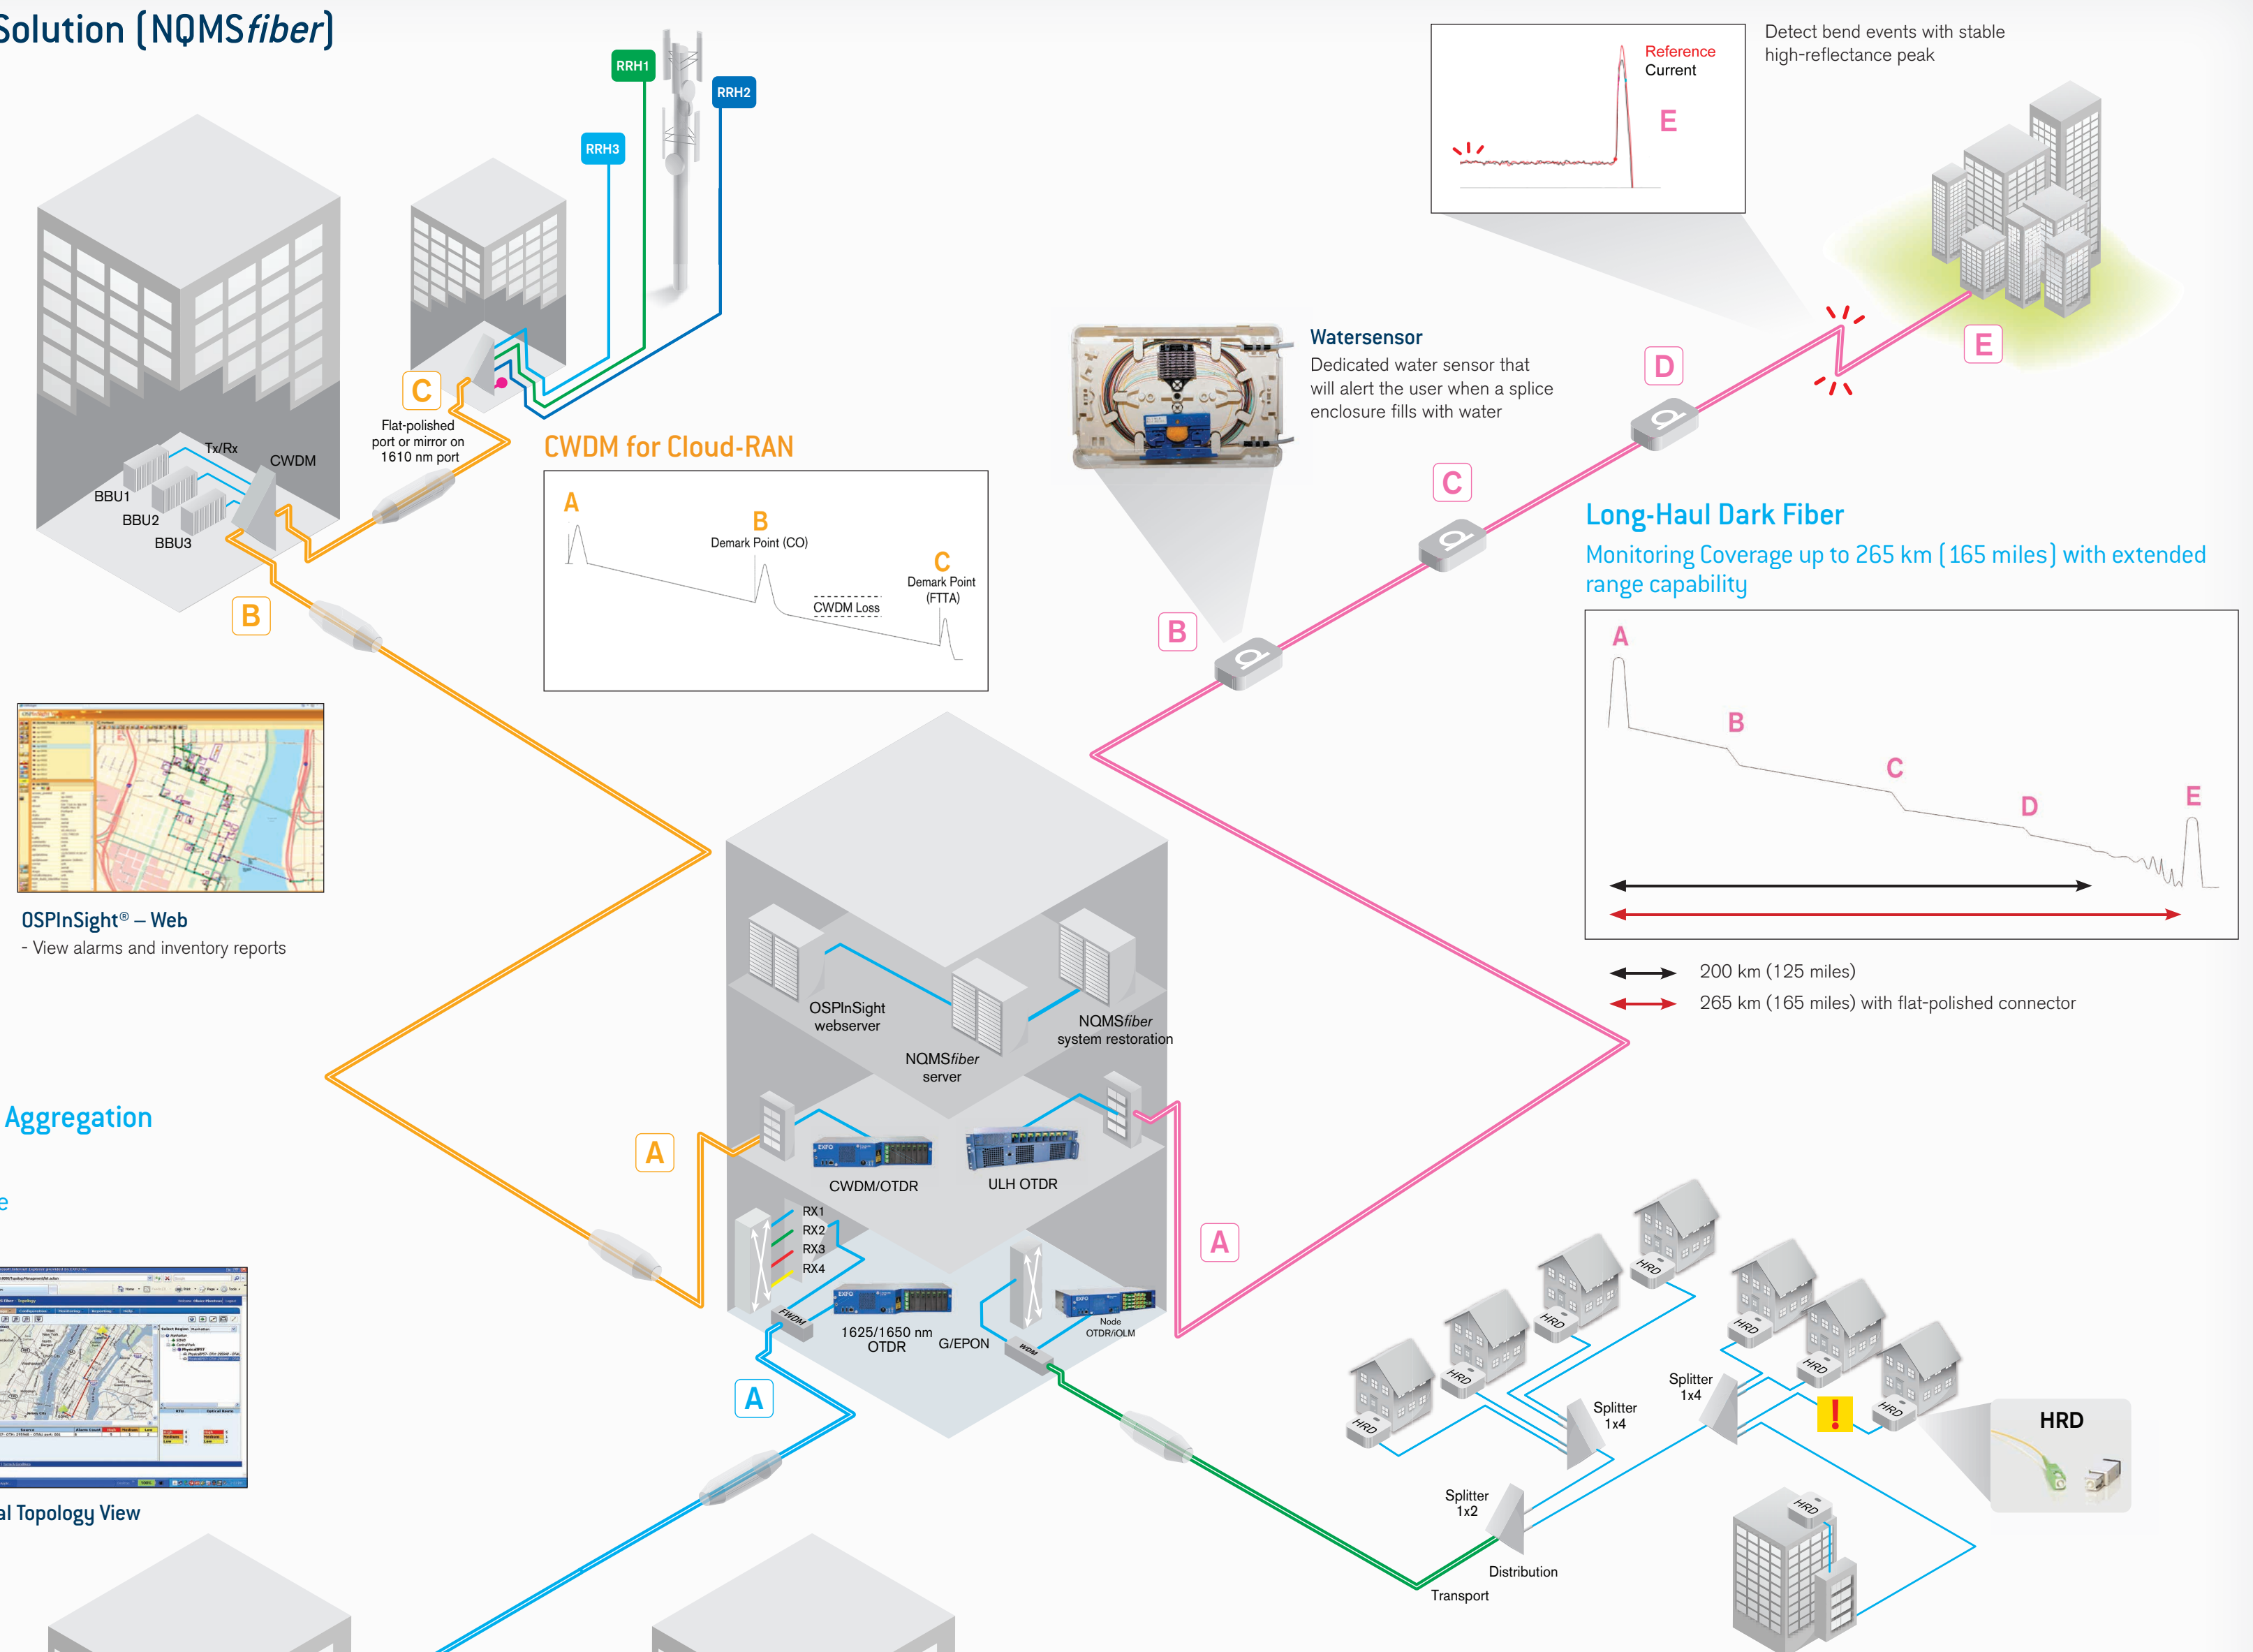 Solution (NQMSfiber)
RRH1
RRH2
RRH3
Reference
Current
E
Detect bend events with stable
high-reflectance peak
E
D
C
B
A
Watersensor
Dedicated water sensor that
will alert the user when a splice
enclosure fills with water
C
Flat-polished
port or mirror on
1610 nm port
Tx/Rx
CWDM
BBU1
BBU2
BBU3
B
CWDM for Cloud-RAN
A
B
Demark Point (CO)
C
Demark Point
(FTTA)
CWDM Loss
Long-Haul Dark Fiber
Monitoring Coverage up to 265 km (165 miles) with extended
range capability
A
B
C
D
E
200 km (125 miles)
265 km (165 miles) with flat-polished connector
OSPInSight® – Web
- View alarms and inventory reports
OSPInSight
webserver
NQMSfiber
server
NQMSfiber
system restoration
Aggregation
e
A
EXFO
CWDM/OTDR
ULH OTDR
RX1
RX2
RX3
RX4
FWDM
EXFO
1625/1650 nm
OTDR
G/EPON
WDM
EXFO
Node
OTDR/iOLM
A
al Topology View
HRD
HRD
HRD
HRD
HRD
HRD
HRD
Splitter
1x4
Splitter
1x4
!
HRD
Splitter
1x2
HRD
Distribution
Transport